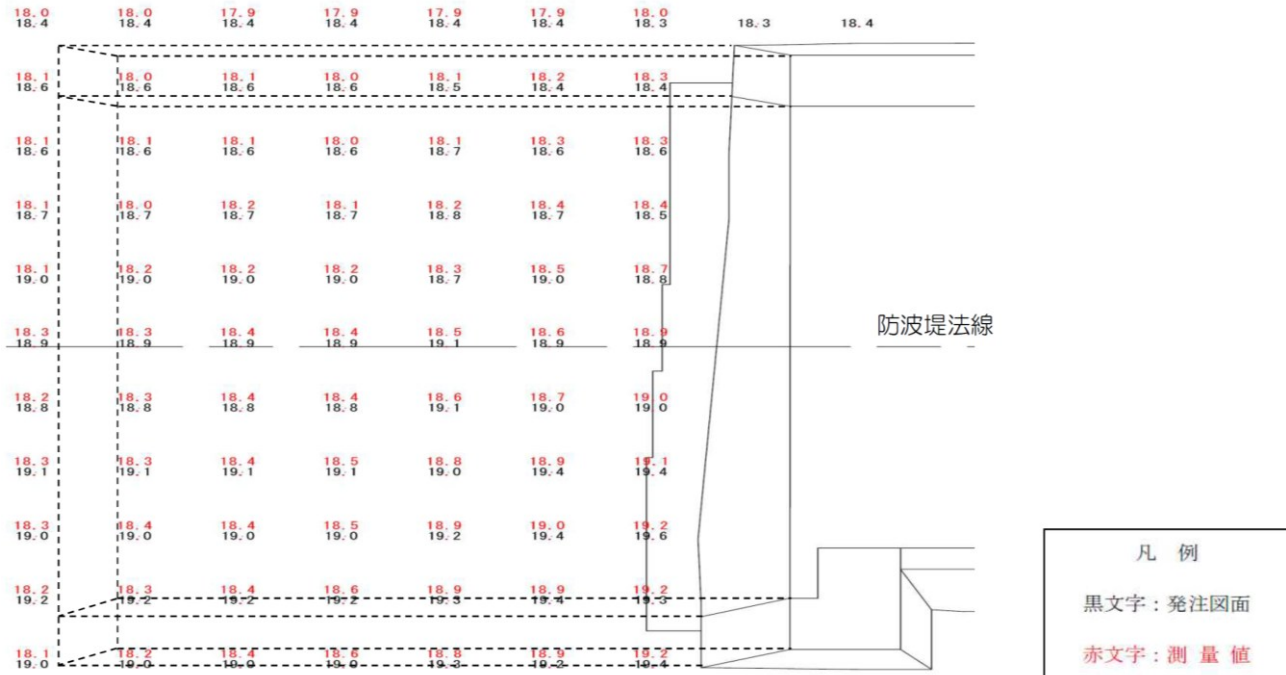 18.0 18.0 17.9 17.9 17.9 17.9 18.0
18.4 18.4 18.4 18.4 18.4 18.4 18.3 18.3 18.4
18.1 18.0 18.1 18.0 18.1 18.2 18.3
18.6 18.6 18.6 18.6 18.5 18.4 18.4
18.1 18.1 18.1 18.0 18.1 18.3 18.3
18.6 18.6 18.6 18.6 18.7 18.6 18.6
18.1 18.0 18.2 18.1 18.2 18.4 18.4
18.7 18.7 18.7 18.7 18.8 18.7 18.5
18.1 18.2 18.2 18.2 18.3 18.5 18.7
19.0 19.0 19.0 19.0 18.7 19.0 18.8
18.3 18.3 18.4 18.4 18.5 18.6 18.9
18.9 18.9 18.9 18.9 19.1 18.9 18.9
防波堤法線
18.2 18.3 18.4 18.4 18.6 18.7 19.0
18.8 18.8 18.8 18.8 19.1 19.0 19.0
18.3 18.3 18.4 18.5 18.8 18.9 19.1
19.1 19.1 19.1 19.1 19.0 19.4 19.4
18.3 18.4 18.4 18.5 18.9 19.0 19.2
19.0 19.0 19.0 19.0 19.2 19.4 19.6
18.2 18.3 18.4 18.6 18.9 18.9 19.2
19.2 19.2 19.2 19.2 19.3 19.4 19.3
18.1 18.2 18.4 18.6 18.8 18.9 19.2
19.0 19.0 19.0 19.0 19.3 19.2 19.4
凡 例
黒文字：発注図面
赤文字：測 量 値